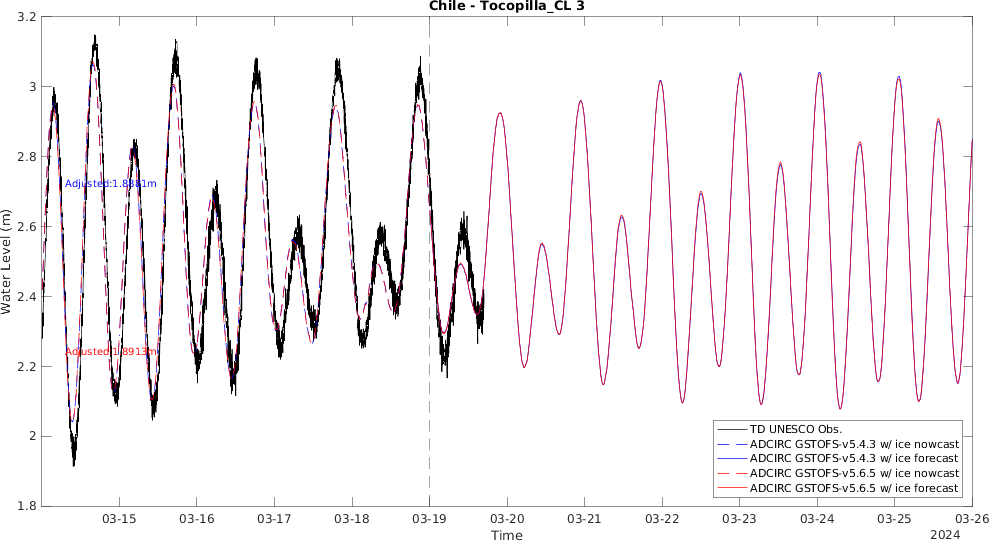 Chile - Tocopilla_CL 3
3.2
3
2.8
2.6
2.4
2.2
2
1.8
Water Level (m)
Adjusted:1.8881m
Adjusted:1.8913m
TD UNESCO Obs.
ADCIRC GSTOFS-v5.4.3 w/ ice nowcast
ADCIRC GSTOFS-v5.4.3 w/ ice forecast
ADCIRC GSTOFS-v5.6.5 w/ ice nowcast
ADCIRC GSTOFS-v5.6.5 w/ ice forecast
03-15 03-16 03-17 03-18 03-19 03-20 03-21 03-22 03-23 03-24 03-25 03-26
Time
2024